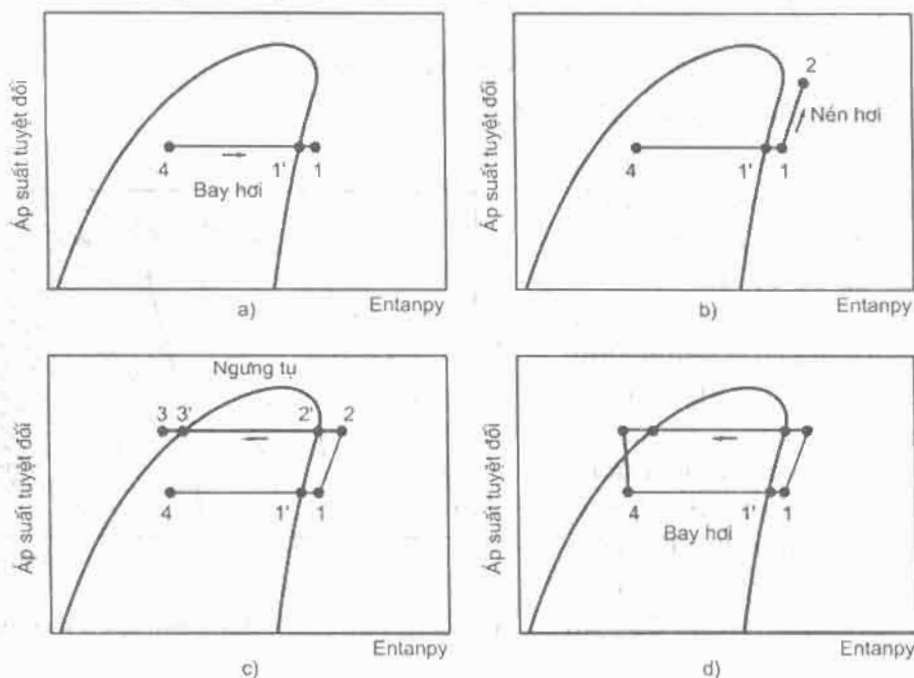 Áp suất tuyệt đối
4
1'
1
Bay hơi
Entanpy
a)
Áp suất tuyệt đối
2
Nén hơi
4
1'
1
Entanpy
b)
Áp suất tuyệt đối
Ngưng tụ
3 3' 2' 2
4 1' 1
Entanpy
c)
Áp suất tuyệt đối
4 1' 1
Bay hơi
Entanpy
d)